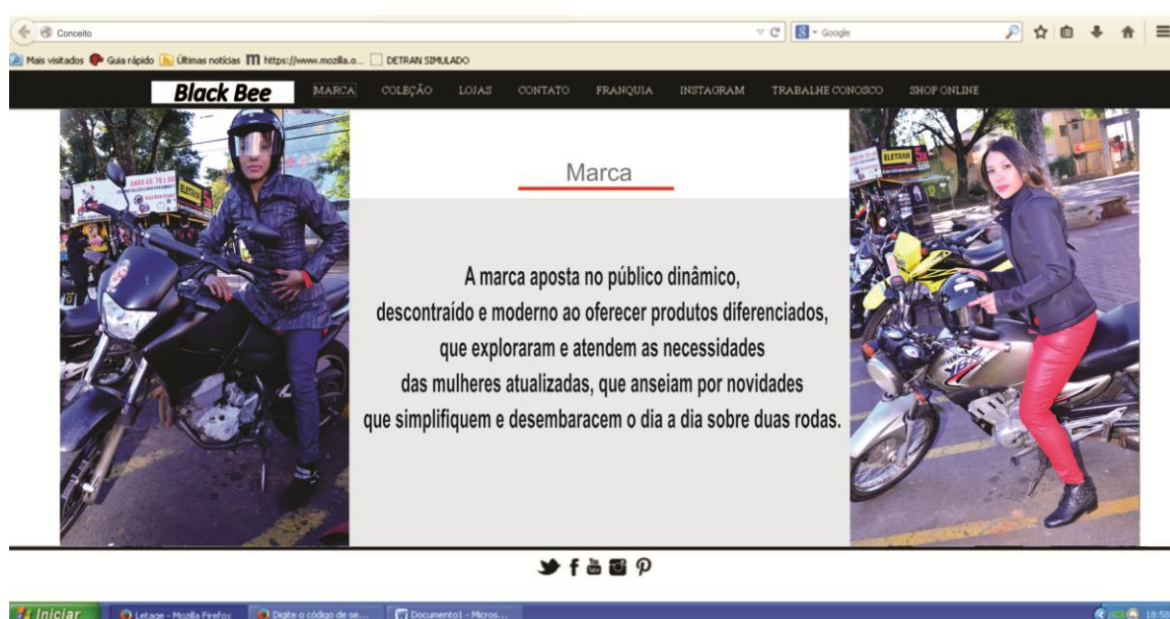 Conceito
Google
Mais visitados Guia rápido Últimas notícias https://www.mozilla.o... DETRAN SIMULADO
Black Bee MARCA COLEÇÃO LOJAS CONTATO FRANQUIA INSTAGRAM TRABALHE CONOSCO SHOP ONLINE
ELETRAN
ELETRAN
Marca
A marca aposta no público dinâmico,
descontraído e moderno ao oferecer produtos diferenciados,
que exploraram e atendem as necessidades
das mulheres atualizadas, que anseiam por novidades
que simplifiquem e desembaracem o dia a dia sobre duas rodas.
Iniciar Letage - Mozilla Firefox Digite o código de se... Documento1 - Micros... 18:58